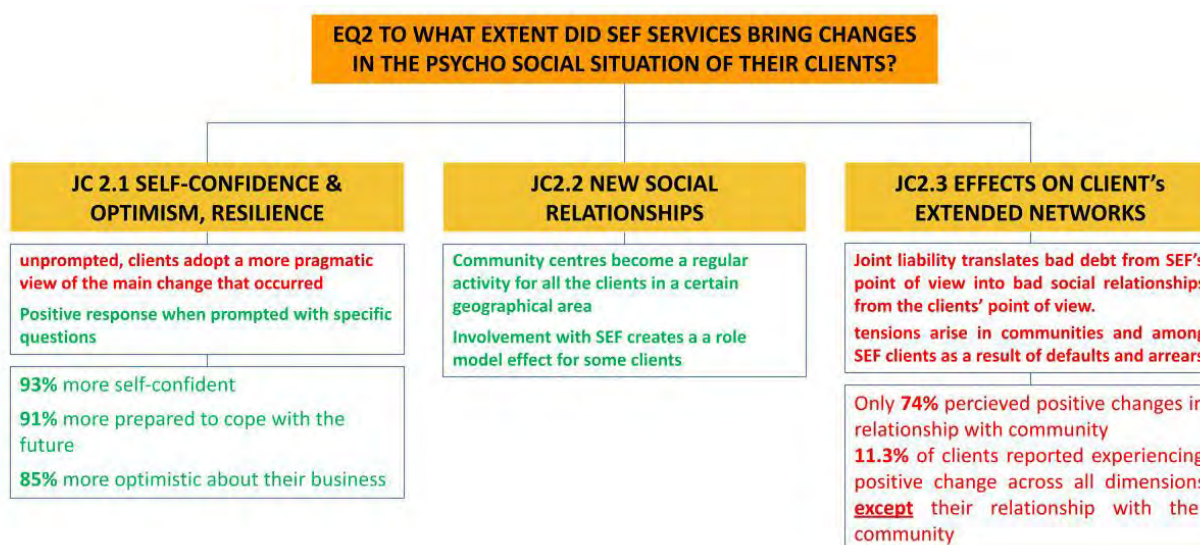 EQ2 TO WHAT EXTENT DID SEF SERVICES BRING CHANGES
IN THE PSYCHO SOCIAL SITUATION OF THEIR CLIENTS?
JC 2.1 SELF-CONFIDENCE &
OPTIMISM, RESILIENCE
unprompted, clients adopt a more pragmatic
view of the main change that occurred
Positive response when prompted with specific
questions
93% more self-confident
91% more prepared to cope with the
future
85% more optimistic about their business
JC2.2 NEW SOCIAL
RELATIONSHIPS
Community centres become a regular
activity for all the clients in a certain
geographical area
Involvement with SEF creates a a role
model effect for some clients
JC2.3 EFFECTS ON CLIENT's
EXTENDED NETWORKS
Joint liability translates bad debt from SEF's
point of view into bad social relationships
from the clients' point of view.
tensions arise in communities and among
SEF clients as a result of defaults and arrears
Only 74% percieved positive changes in
relationship with community
11.3% of clients reported experiencing
positive change across all dimensions
except their relationship with the
community